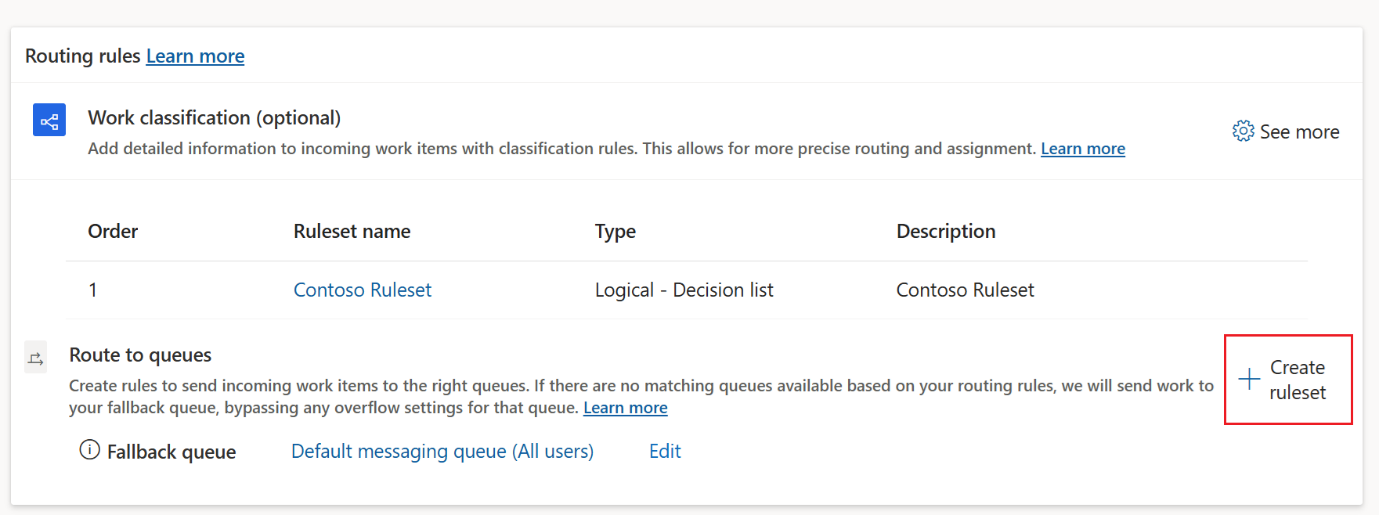 Routing rules Learn more
Work classification (optional)
Add detailed information to incoming work items with classification rules. This allows for more precise routing and assignment. Learn more
See more
Order Ruleset name Type Description
1 Contoso Ruleset Logical - Decision list Contoso Ruleset
Route to queues
Create rules to send incoming work items to the right queues. If there are no matching queues available based on your routing rules, we will send work to
your fallback queue, bypassing any overflow settings for that queue. Learn more
Create
ruleset
Fallback queue Default messaging queue (All users) Edit